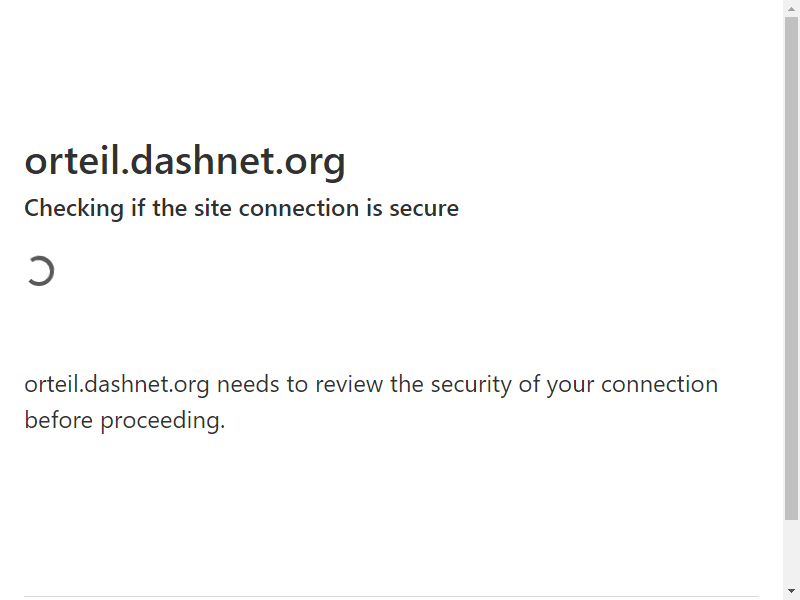 orteil.dashnet.org
Checking if the site connection is secure
orteil.dashnet.org needs to review the security of your connection
before proceeding.